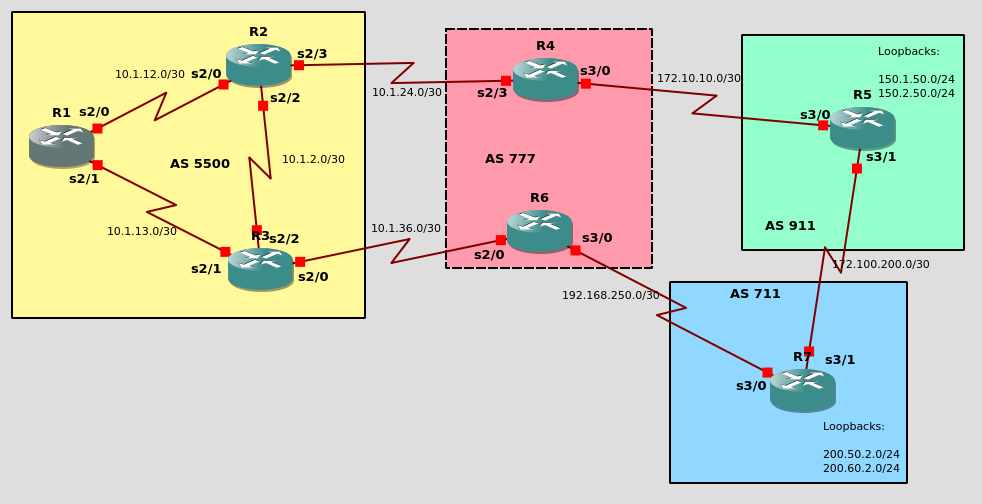 R2
s2/3
10.1.12.0/30
s2/0
s2/2
R1
s2/0
s2/1
AS 5500
10.1.2.0/30
10.1.13.0/30
R3
s2/2
s2/1
s2/0
10.1.24.0/30
10.1.36.0/30
R4
s3/0
s2/3
AS 777
R6
s3/0
s2/0
172.10.10.0/30
192.168.250.0/30
Loopbacks:
150.1.50.0/24
150.2.50.0/24
R5
s3/0
s3/1
AS 911
172.100.200.0/30
AS 711
R7
s3/1
s3/0
Loopbacks:
200.50.2.0/24
200.60.2.0/24